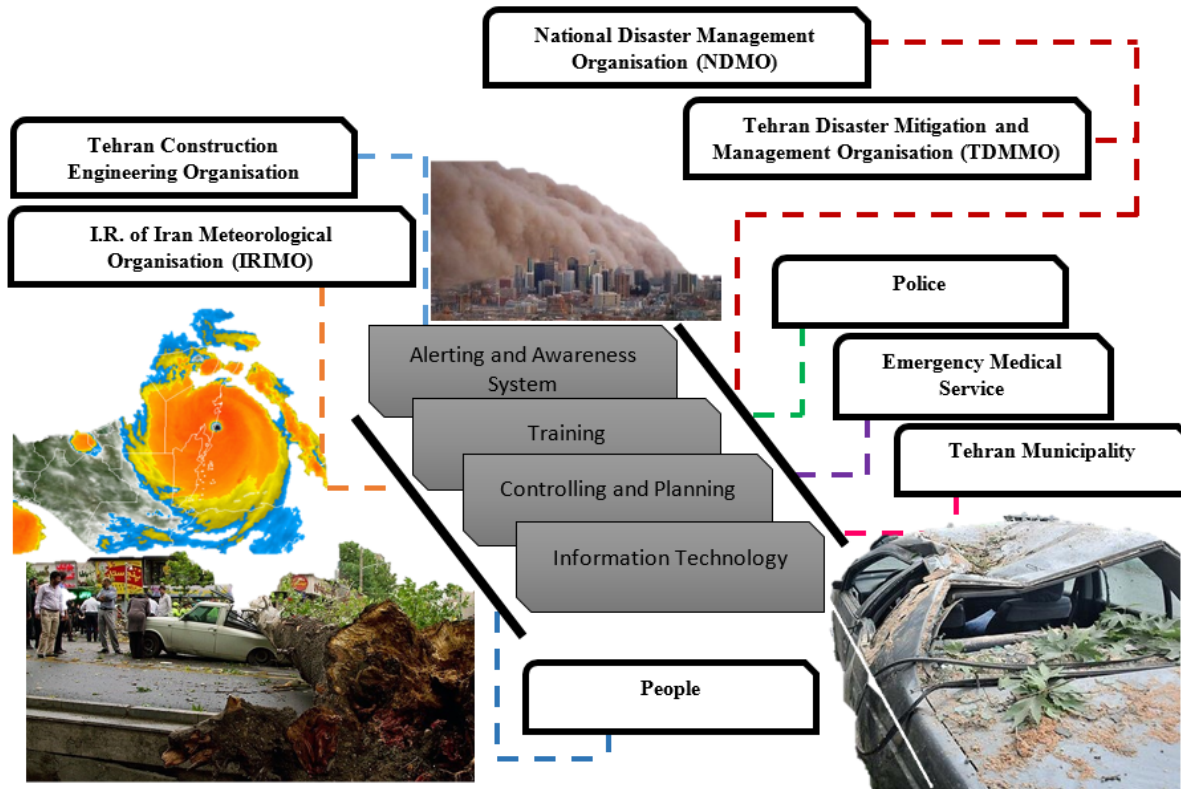 National Disaster Management
Organisation (NDMO)
Tehran Disaster Mitigation and
Management Organisation (TDMMO)
Tehran Construction
Engineering Organisation
I.R. of Iran Meteorological
Organisation (IRIMO)
Police
Emergency Medical
Service
Tehran Municipality
Alerting and Awareness
System
Training
Controlling and Planning
Information Technology
People